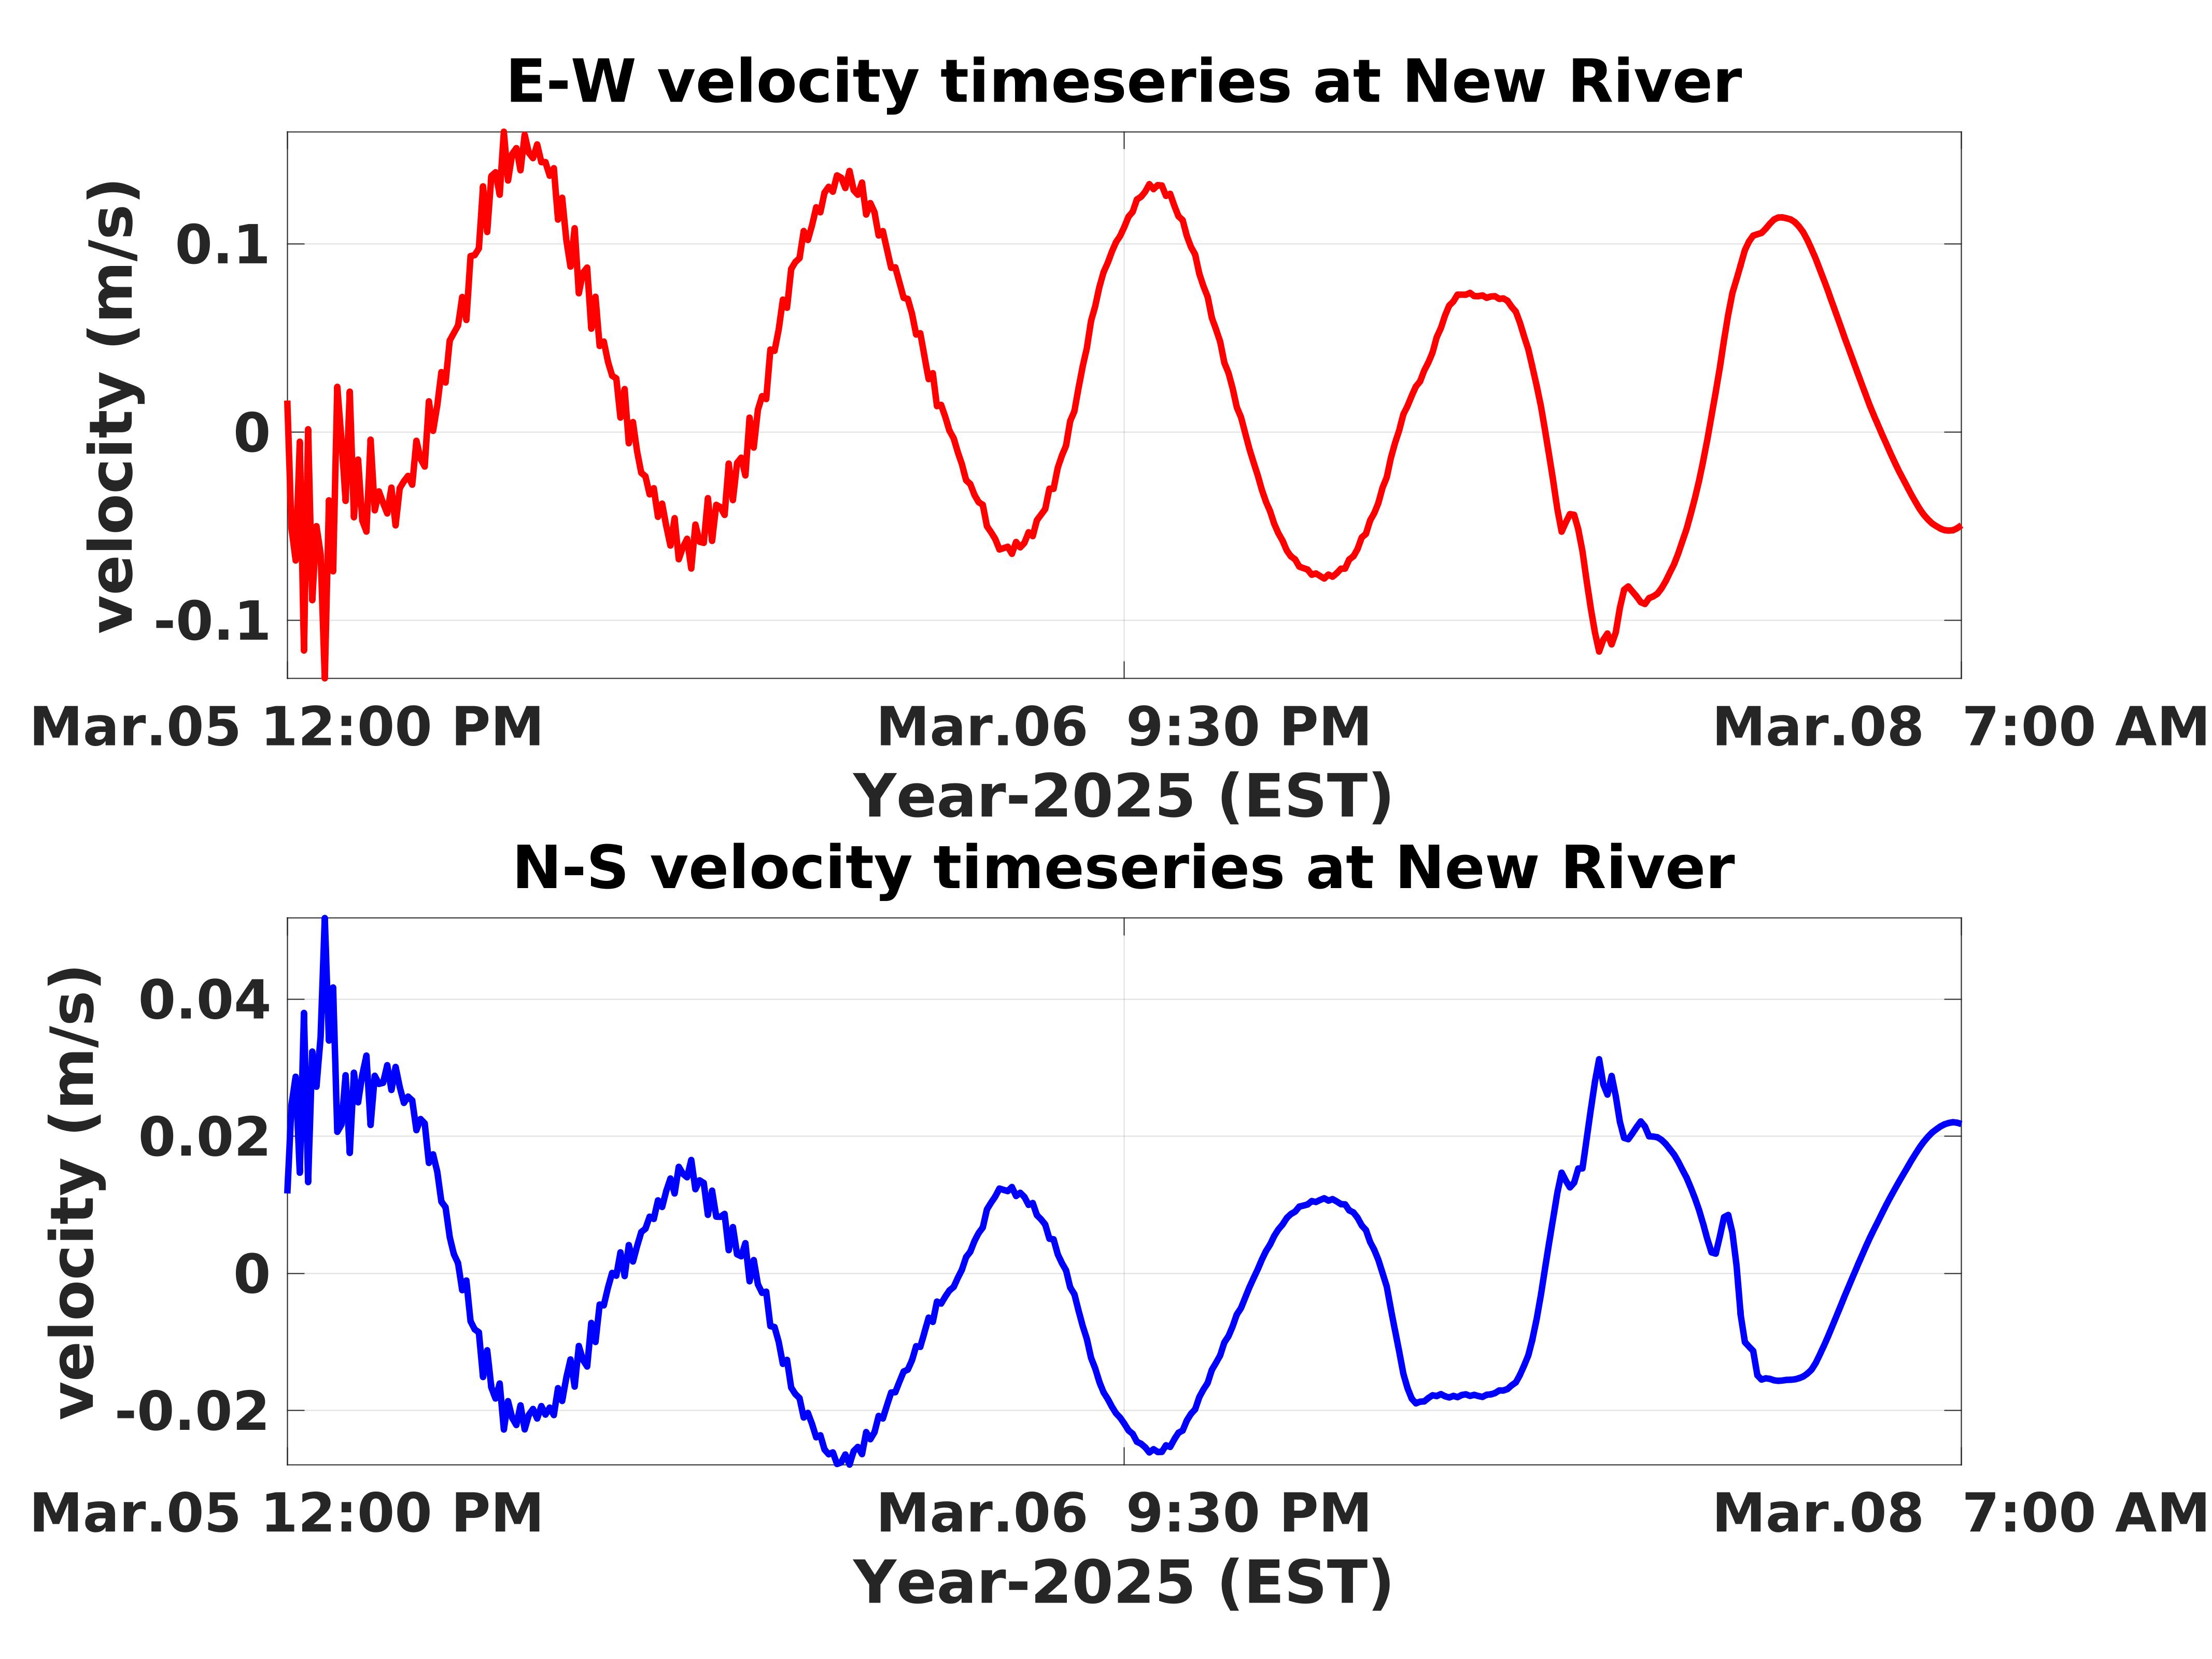 E-W velocity timeseries at New River
velocity (m/s)
0.1
0
-0.1
Mar.05 12:00 PM
Mar.06  9:30 PM
Mar.08  7:00 AM
Year-2025 (EST)
N-S velocity timeseries at New River
velocity (m/s)
0.04
0.02
0
-0.02
Mar.05 12:00 PM
Mar.06  9:30 PM
Mar.08  7:00 AM
Year-2025 (EST)